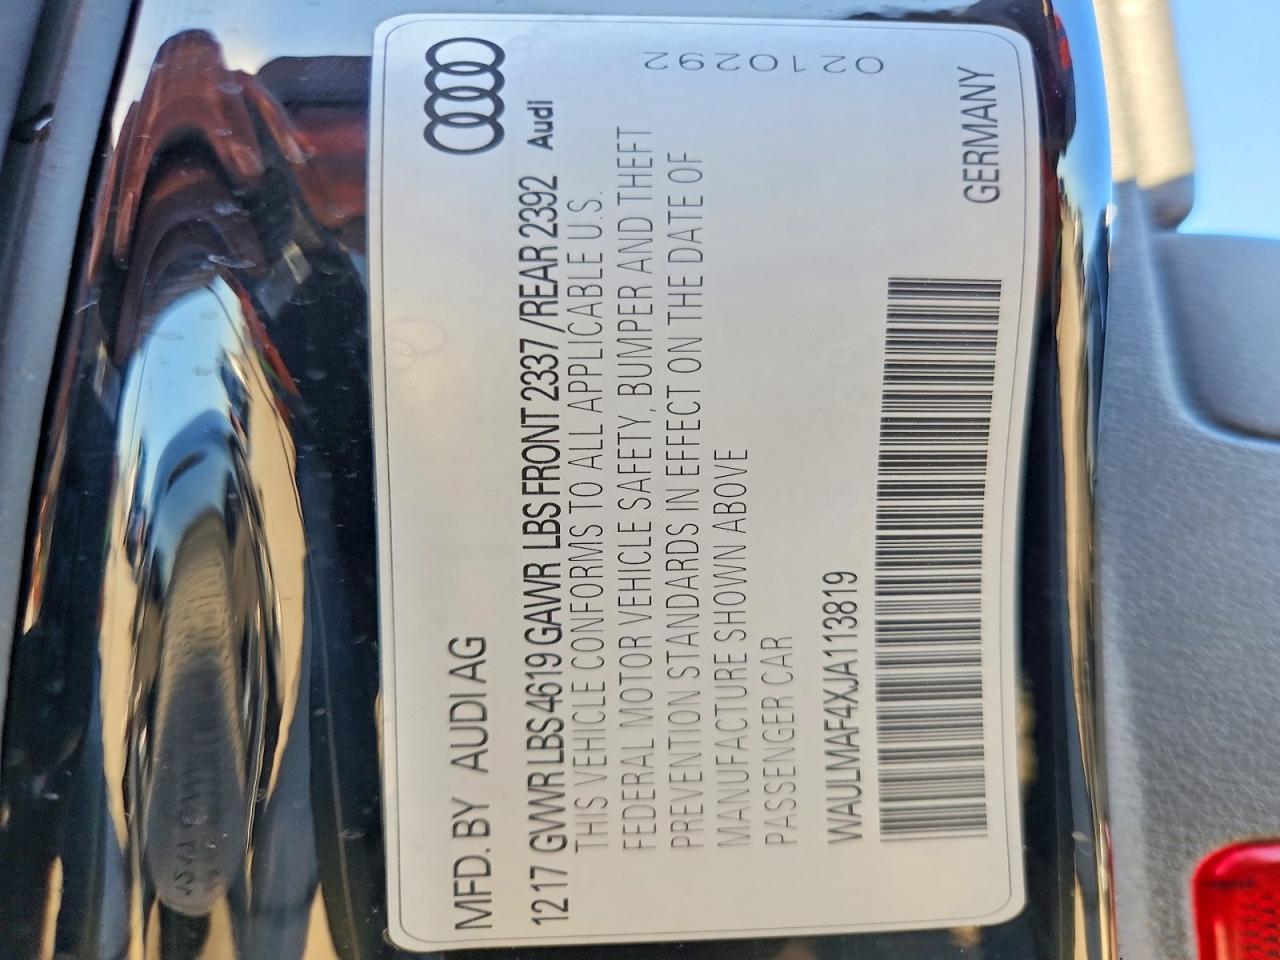 MFD. BY AUDI AG
Audi
1217 GVWR LBS 4619 GAWR LBS FRONT 2337 /REAR 2392
THIS VEHICLE CONFORMS TO ALL APPLICABLE U.S.
FEDERAL MOTOR VEHICLE SAFETY, BUMPER AND THEFT
PREVENTION STANDARDS IN EFFECT ON THE DATE OF
MANUFACTURE SHOWN ABOVE
PASSENGER CAR
WAULMAF4XJA113819
GERMANY
0210292